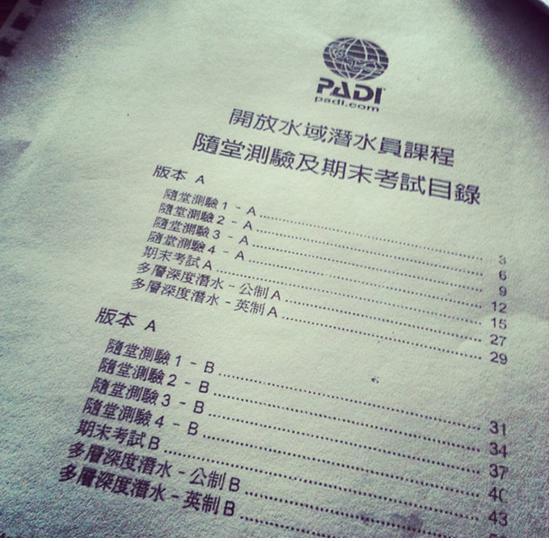 PADI
padi.com
開放水域潛水員課程
隨堂測驗及期末考試目錄
版本 A
隨堂測驗 1 - A 3
隨堂測驗 2 - A 6
隨堂測驗 3 - A 9
隨堂測驗 4 - A 12
期末考試 A 15
多層深度潛水 - 公制 A 27
多層深度潛水 - 英制 A 29
版本 A
隨堂測驗 1 - B 31
隨堂測驗 2 - B 34
隨堂測驗 3 - B 37
隨堂測驗 4 - B 40
期末考試 B 43
多層深度潛水 - 公制 B
多層深度潛水 - 英制 B